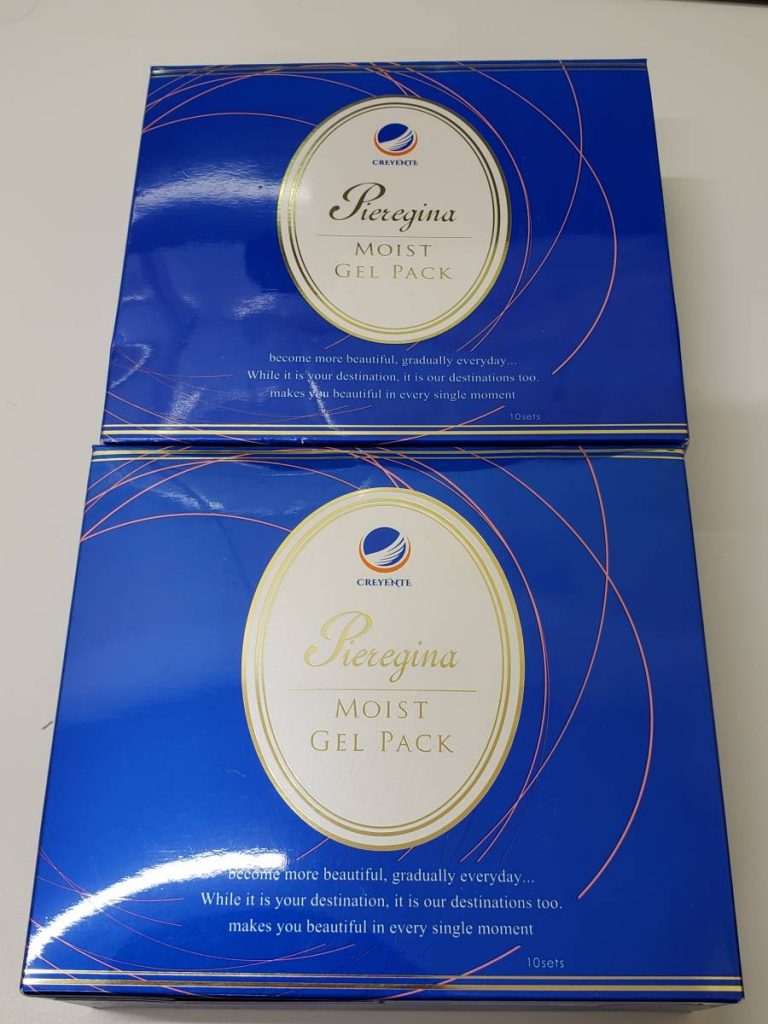 CREYENTE
Pieregina
MOIST
GEL PACK
become more beautiful, gradually everyday...
While it is your destination, it is our destinations too.
makes you beautiful in every single moment
10sets
CREYENTE
Pieregina
MOIST
GEL PACK
become more beautiful, gradually everyday...
While it is your destination, it is our destinations too.
makes you beautiful in every single moment
10sets